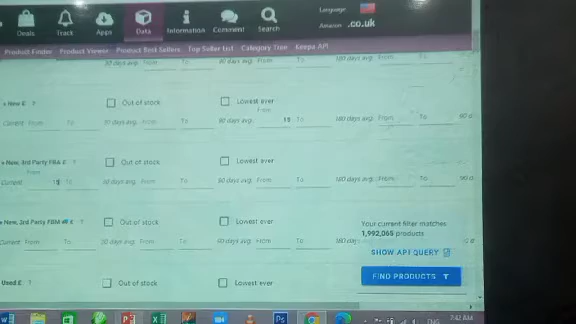 Language
Deals Track Apps Data Information Comment Search Amazon .co.uk
Product Finder Product Viewer Product Best Sellers Top Seller List Category Tree Keepa API
90 days avg. From To 180 days avg. From To
New £ ? Out of stock Lowest ever
From
Current From To days avg. From To days avg. 15 To 180 days avg. From To 90 d
New, 3rd Party FBA £ ? Out of stock Lowest ever
From
Current 15 To days avg. From To days avg. From To 180 days avg. From To 90 d
New, 3rd Party FBM £ ? Out of stock Lowest ever
Current From To days avg. From To days avg. From To 180 days
Your current filter matches
1,992,065 products
SHOW API QUERY
FIND PRODUCTS
Used £ ? Out of stock Lowest ever
ENG 7:42 AM